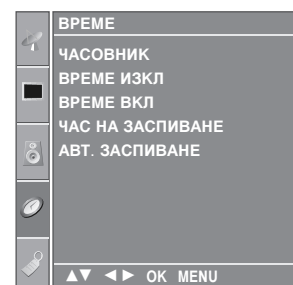 ВРЕМЕ
ЧАСОВНИК
ВРЕМЕ ИЗКЛ
ВРЕМЕ ВКЛ
ЧАС НА ЗАСПИВАНЕ
АВТ. ЗАСПИВАНЕ
▲▼ ◄► OK MENU